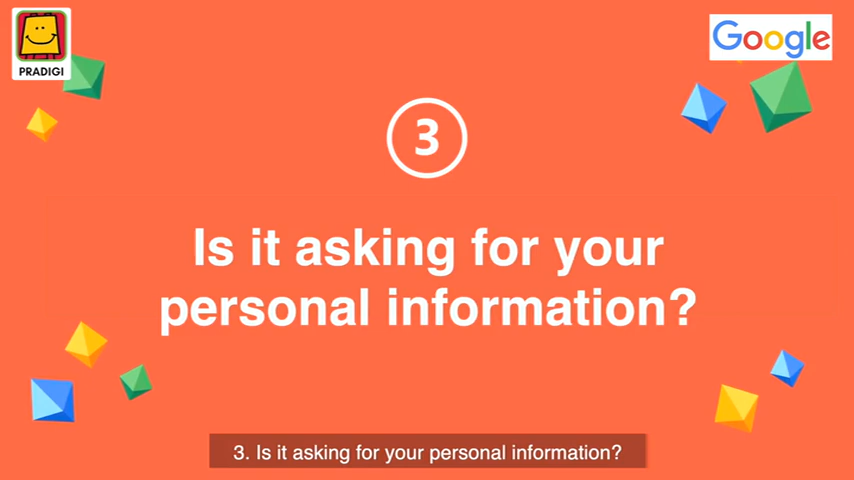 PRADIGI
Google
3
Is it asking for your
personal information?
3. Is it asking for your personal information?